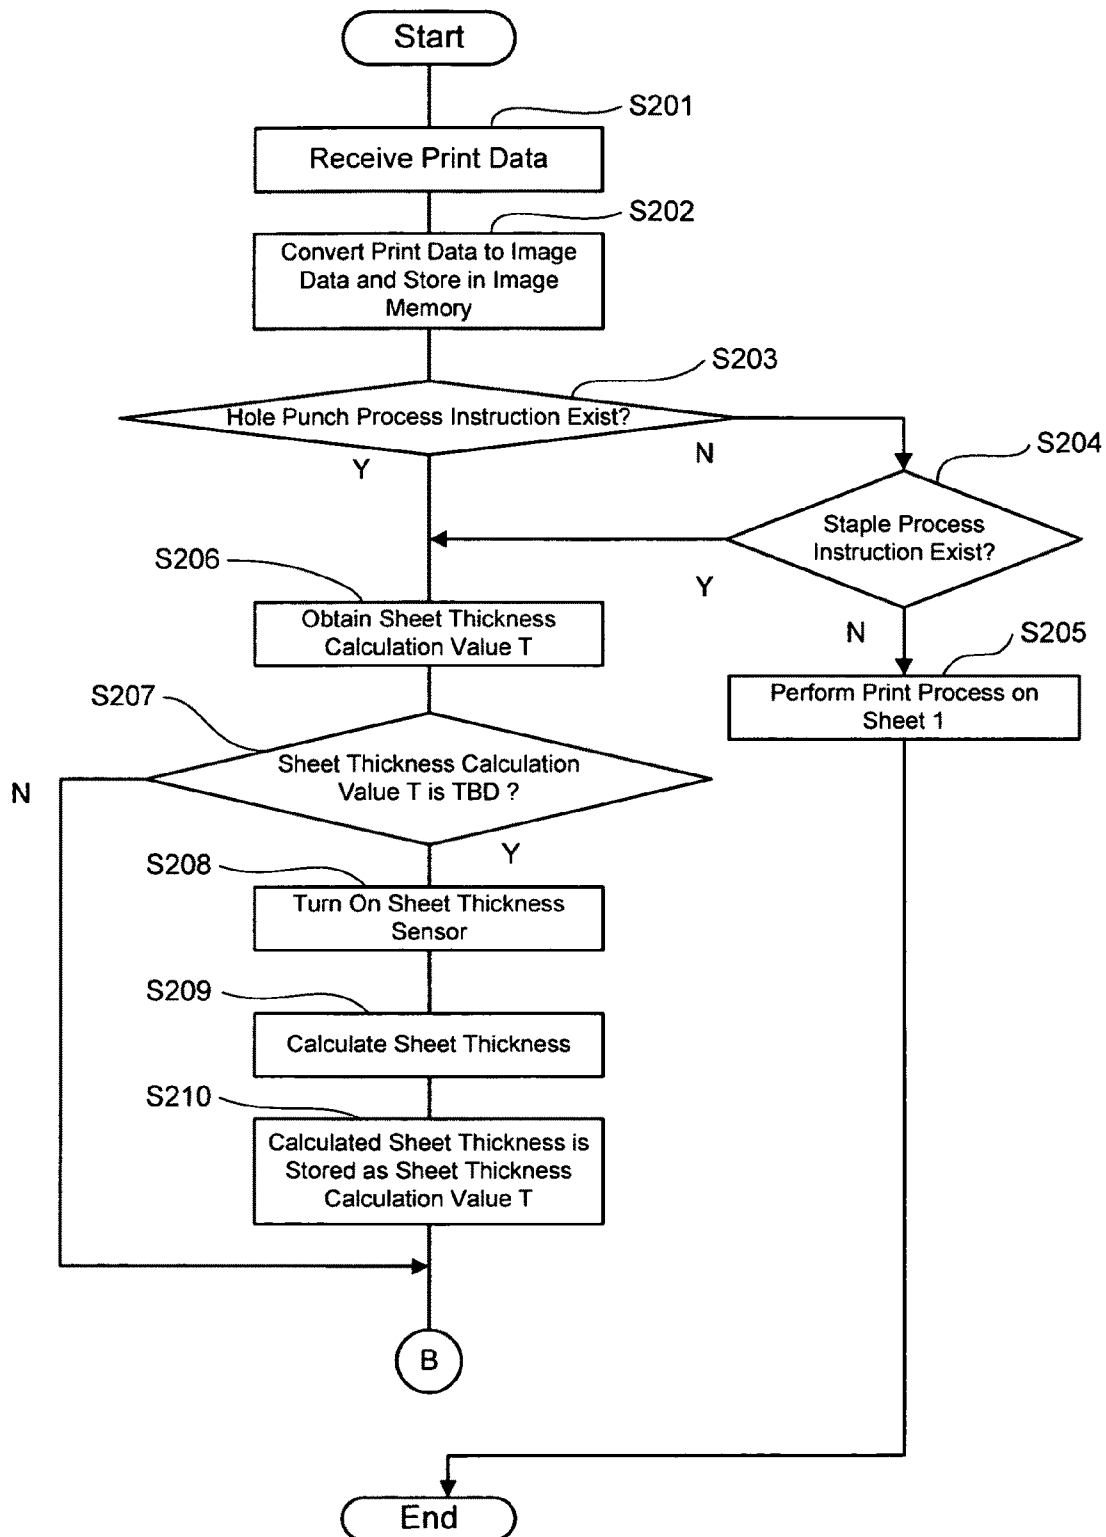 Start
S201
Receive Print Data
S202
Convert Print Data to Image
Data and Store in Image
Memory
S203
Hole Punch Process Instruction Exist?
Y
N
S204
Staple Process
Instruction Exist?
Y
N
S205
Perform Print Process on
Sheet 1
S206
Obtain Sheet Thickness
Calculation Value T
S207
Sheet Thickness Calculation
Value T is TBD ?
N
Y
S208
Turn On Sheet Thickness
Sensor
S209
Calculate Sheet Thickness
S210
Calculated Sheet Thickness is
Stored as Sheet Thickness
Calculation Value T
B
End